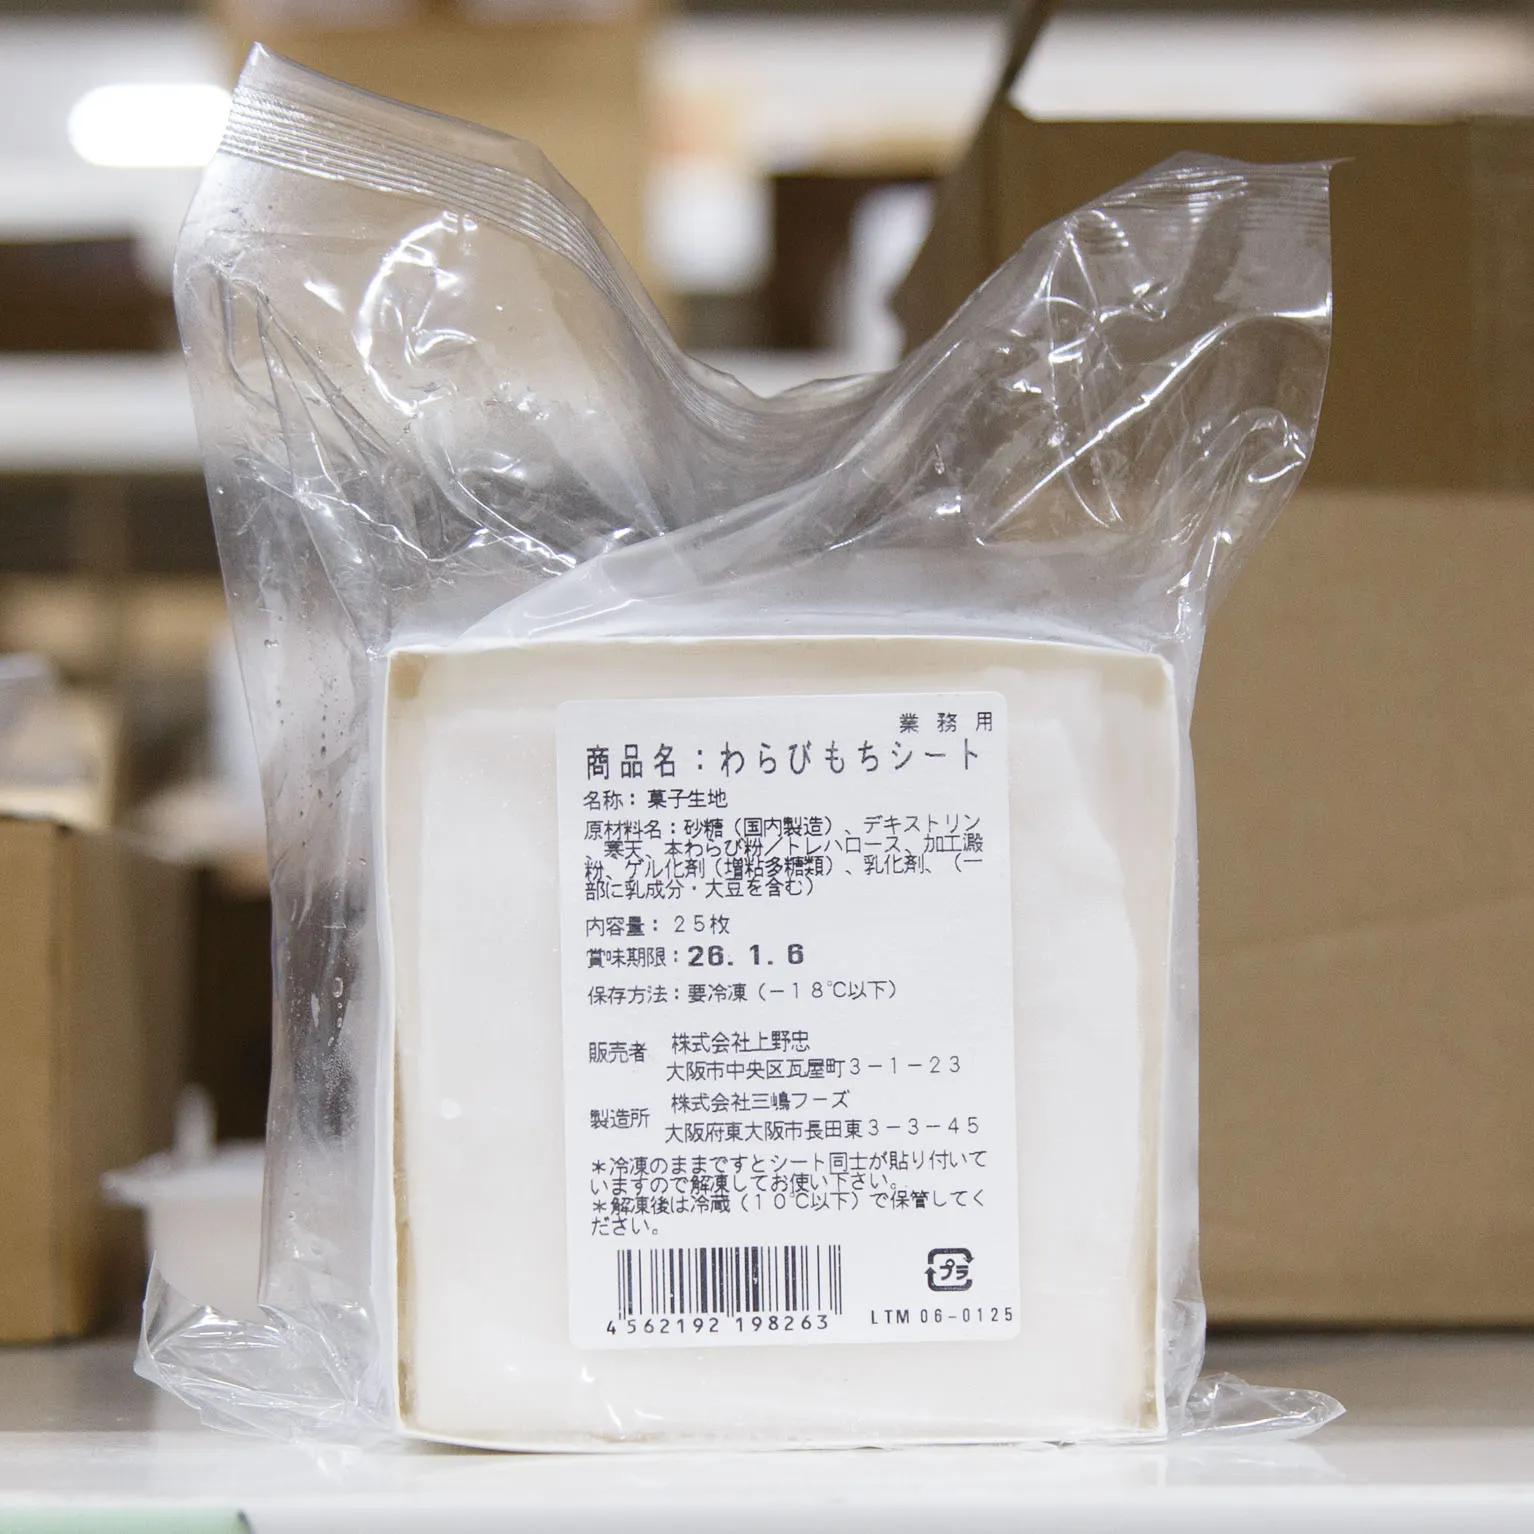 業務用
商品名：わらびもちシート
名称：菓子生地
原材料名：砂糖（国内製造）、デキストリン
、寒天、本わらび粉／トレハロース、加工澱
粉、ゲル化剤（増粘多糖類）、乳化剤、（一
部に乳成分・大豆を含む）
内容量：25枚
賞味期限：26.1.6
保存方法：要冷凍（－18℃以下）
販売者 株式会社上野忠
大阪市中央区瓦屋町3－1－23
製造所 株式会社三嶋フーズ
大阪府東大阪市長田東3－3－45
＊冷凍のままですとシート同士が貼り付いて
いますので解凍してお使い下さい。
＊解凍後は冷蔵（10℃以下）で保管してく
ださい。
プラ
4562192198263
LTM06-0125